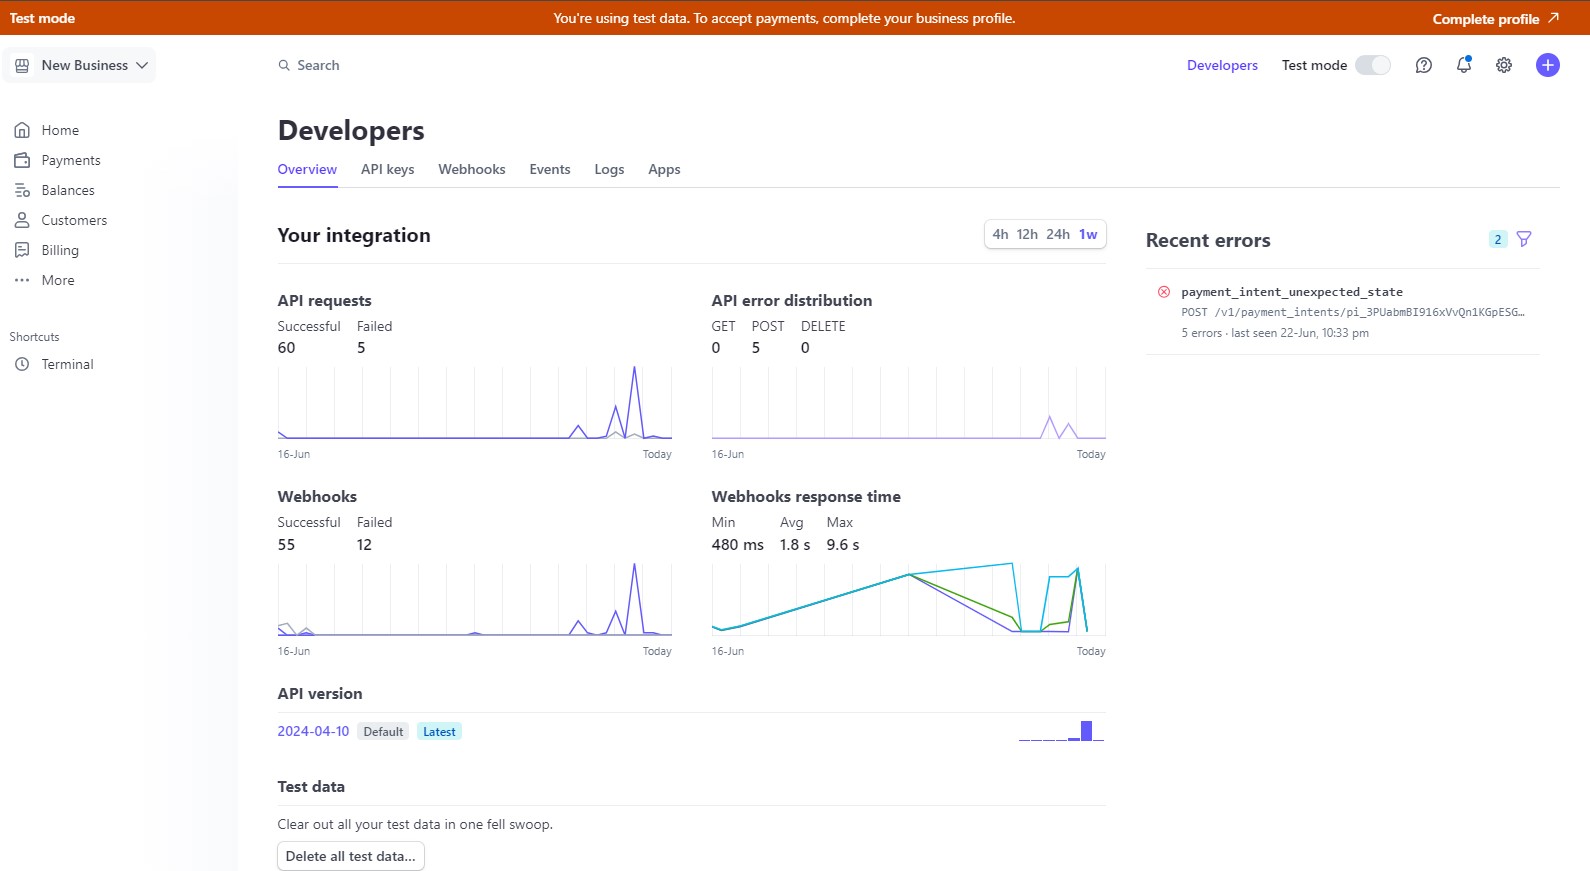 Test mode
You're using test data. To accept payments, complete your business profile.
Complete profile
New Business
Search
Developers
Test mode
Home
Payments
Balances
Customers
Billing
More
Shortcuts
Terminal
Developers
Overview API keys Webhooks Events Logs Apps
Your integration
4h 12h 24h 1w
API requests
Successful Failed
60 5
16-Jun Today
API error distribution
GET POST DELETE
0 5 0
16-Jun Today
Webhooks
Successful Failed
55 12
16-Jun Today
Webhooks response time
Min Avg Max
480 ms 1.8 s 9.6 s
16-Jun Today
API version
2024-04-10 Default Latest
Test data
Clear out all your test data in one fell swoop.
Delete all test data...
Recent errors
2
payment_intent_unexpected_state
POST /v1/payment_intents/pi_3PUabmBI916xVvQn1KGpESG…
5 errors · last seen 22-Jun, 10:33 pm